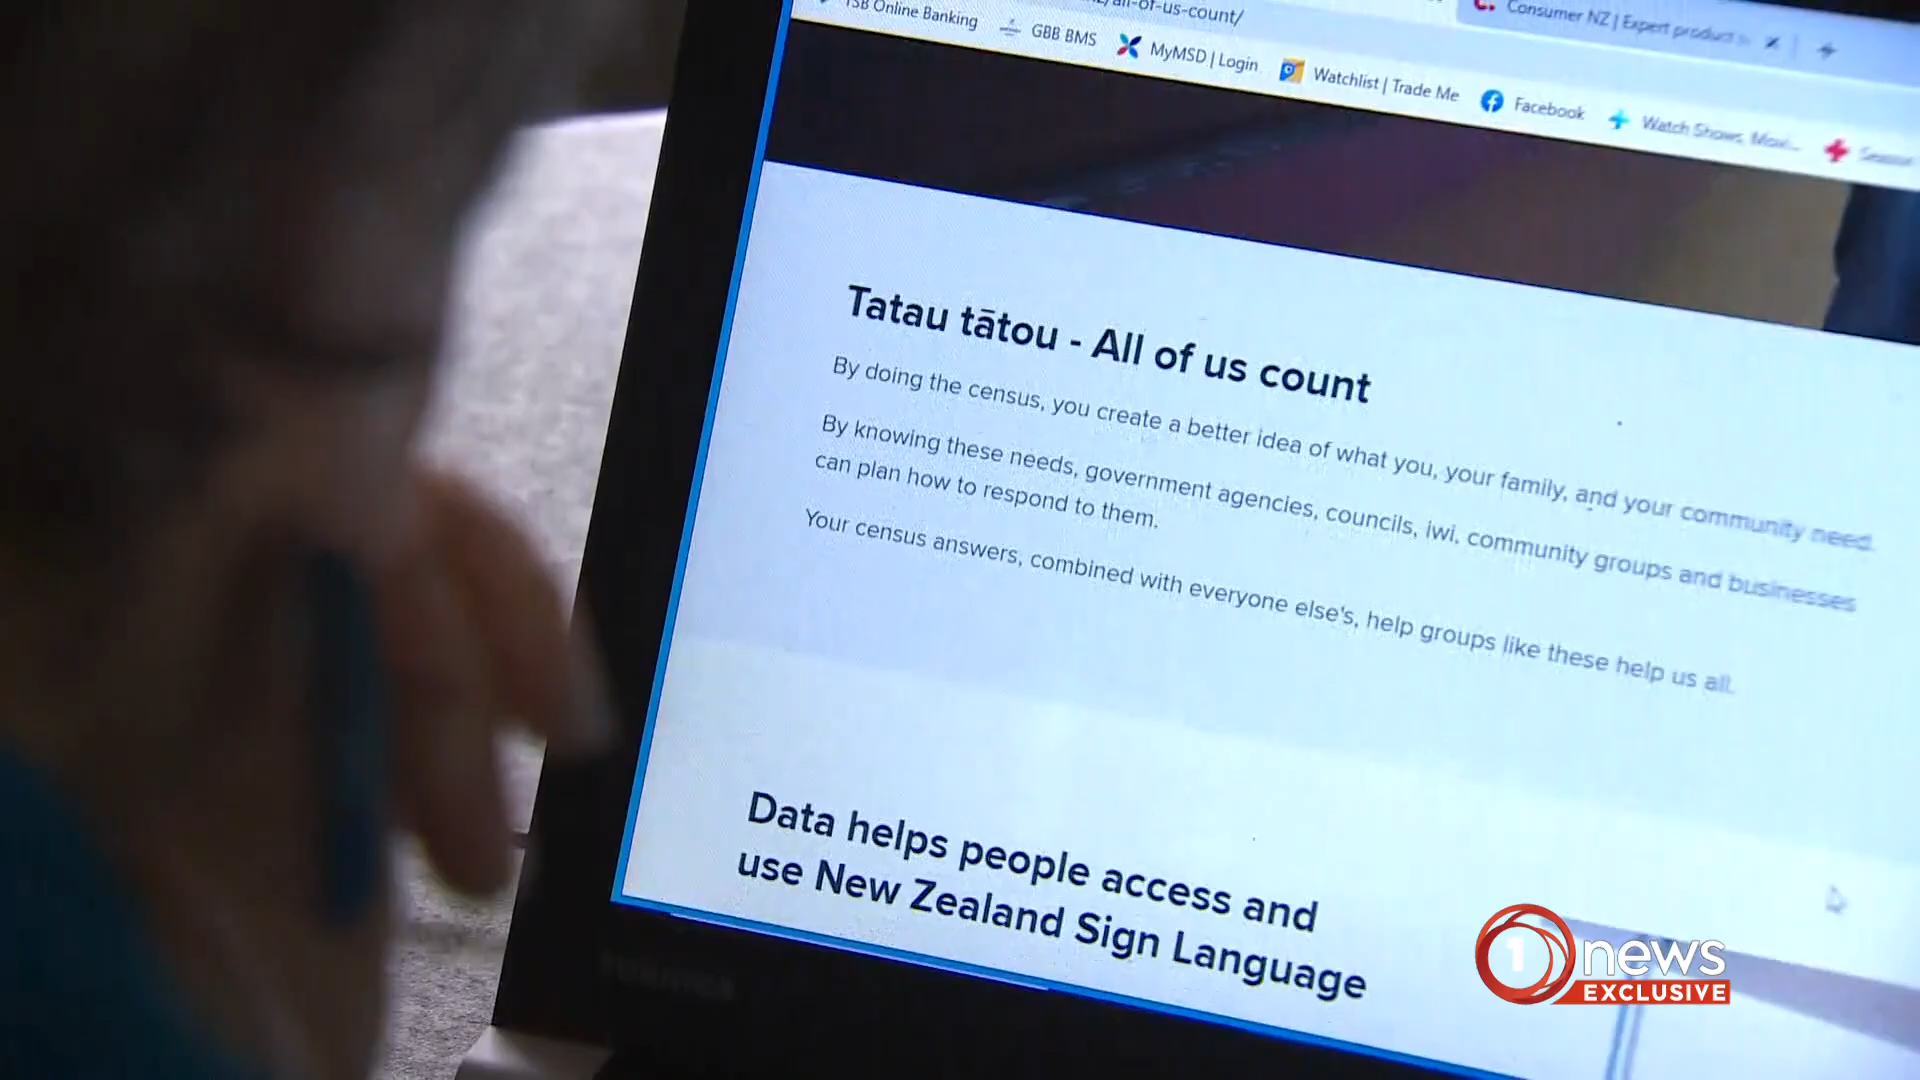 all-of-us-count/
Consumer NZ | Expert product
TSB Online Banking
GBB BMS
MyMSD | Login
Watchlist | Trade Me
Facebook
Watch Shows, Movi...
Tatau tātou - All of us count
By doing the census, you create a better idea of what you, your family, and your community need.
By knowing these needs, government agencies, councils, iwi, community groups and businesses
can plan how to respond to them.
Your census answers, combined with everyone else's, help groups like these help us all.
Data helps people access and
use New Zealand Sign Language
1 news
EXCLUSIVE